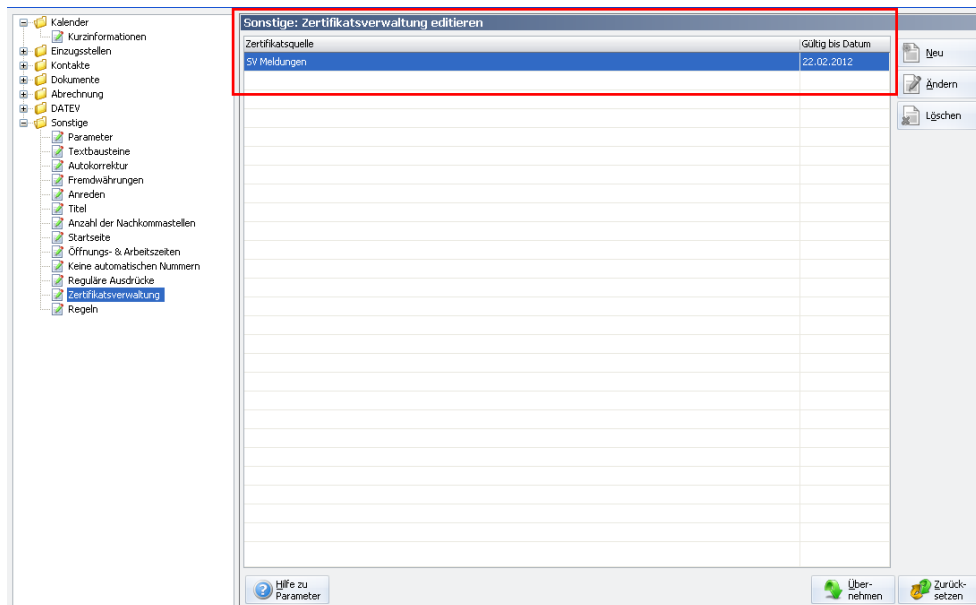 Kalender
Kurzinformationen
Einzugsstellen
Kontakte
Dokumente
Abrechnung
DATEV
Sonstige
Parameter
Textbausteine
Autokorrektur
Fremdwährungen
Anreden
Titel
Anzahl der Nachkommastellen
Startseite
Öffnungs- & Arbeitszeiten
Keine automatischen Nummern
Reguläre Ausdrücke
Zertifikatsverwaltung
Regeln
Sonstige: Zertifikatsverwaltung editieren
Zertifikatsquelle Gültig bis Datum
SV Meldungen 22.02.2012
Neu
Ändern
Löschen
Hilfe zu
Parameter
Über-
nehmen
Zurück-
setzen